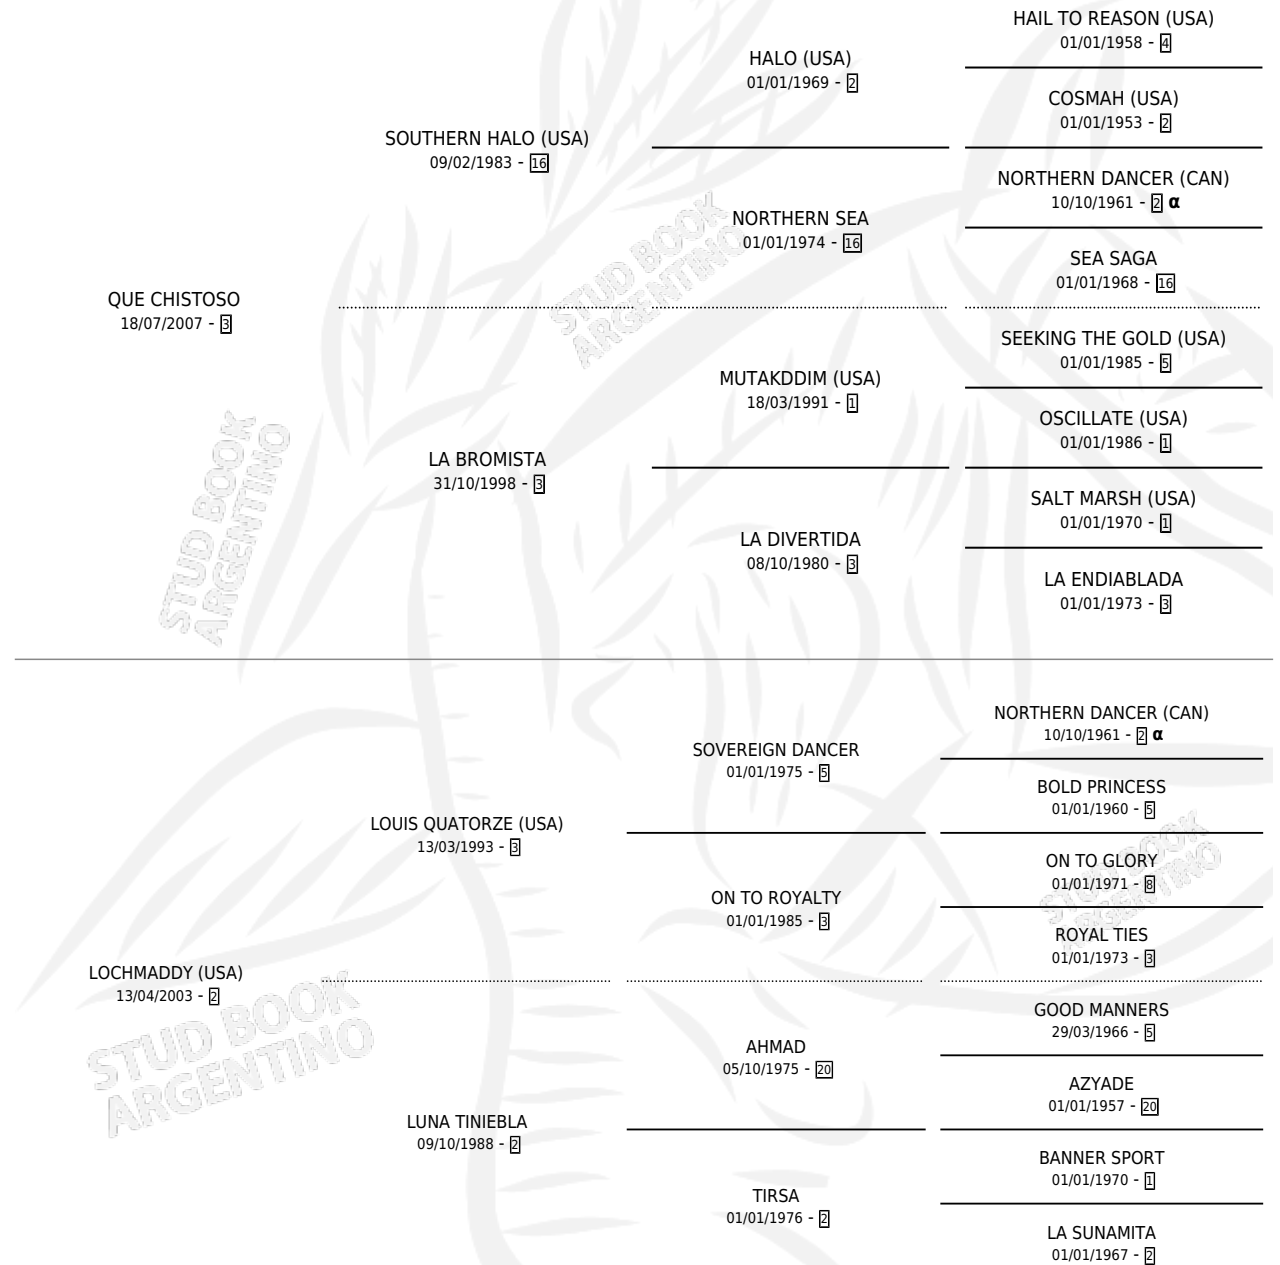 HAIL TO REASON (USA)
01/01/1958 - 4
HALO (USA)
01/01/1969 - 2
COSMAH (USA)
01/01/1953 - 2
SOUTHERN HALO (USA)
09/02/1983 - 16
NORTHERN DANCER (CAN)
10/10/1961 - 2 α
NORTHERN SEA
01/01/1974 - 16
SEA SAGA
01/01/1968 - 16
STUD BOOK
ARGENTINO
QUE CHISTOSO
18/07/2007 - 3
SEEKING THE GOLD (USA)
01/01/1985 - 5
MUTAKDDIM (USA)
18/03/1991 - 1
OSCILLATE (USA)
01/01/1986 - 1
LA BROMISTA
31/10/1998 - 3
SALT MARSH (USA)
01/01/1970 - 1
LA DIVERTIDA
08/10/1980 - 3
LA ENDIABLADA
01/01/1973 - 3
STUD BOOK
ARGENTINO
NORTHERN DANCER (CAN)
10/10/1961 - 2 α
SOVEREIGN DANCER
01/01/1975 - 5
BOLD PRINCESS
01/01/1960 - 5
LOUIS QUATORZE (USA)
13/03/1993 - 3
ON TO GLORY
01/01/1971 - 8
ON TO ROYALTY
01/01/1985 - 3
ROYAL TIES
01/01/1973 - 3
STUD BOOK
ARGENTINO
LOCHMADDY (USA)
13/04/2003 - 2
GOOD MANNERS
29/03/1966 - 5
AHMAD
05/10/1975 - 20
AZYADE
01/01/1957 - 20
LUNA TINIEBLA
09/10/1988 - 2
BANNER SPORT
01/01/1970 - 1
TIRSA
01/01/1976 - 2
LA SUNAMITA
01/01/1967 - 2
STUD BOOK
ARGENTINO